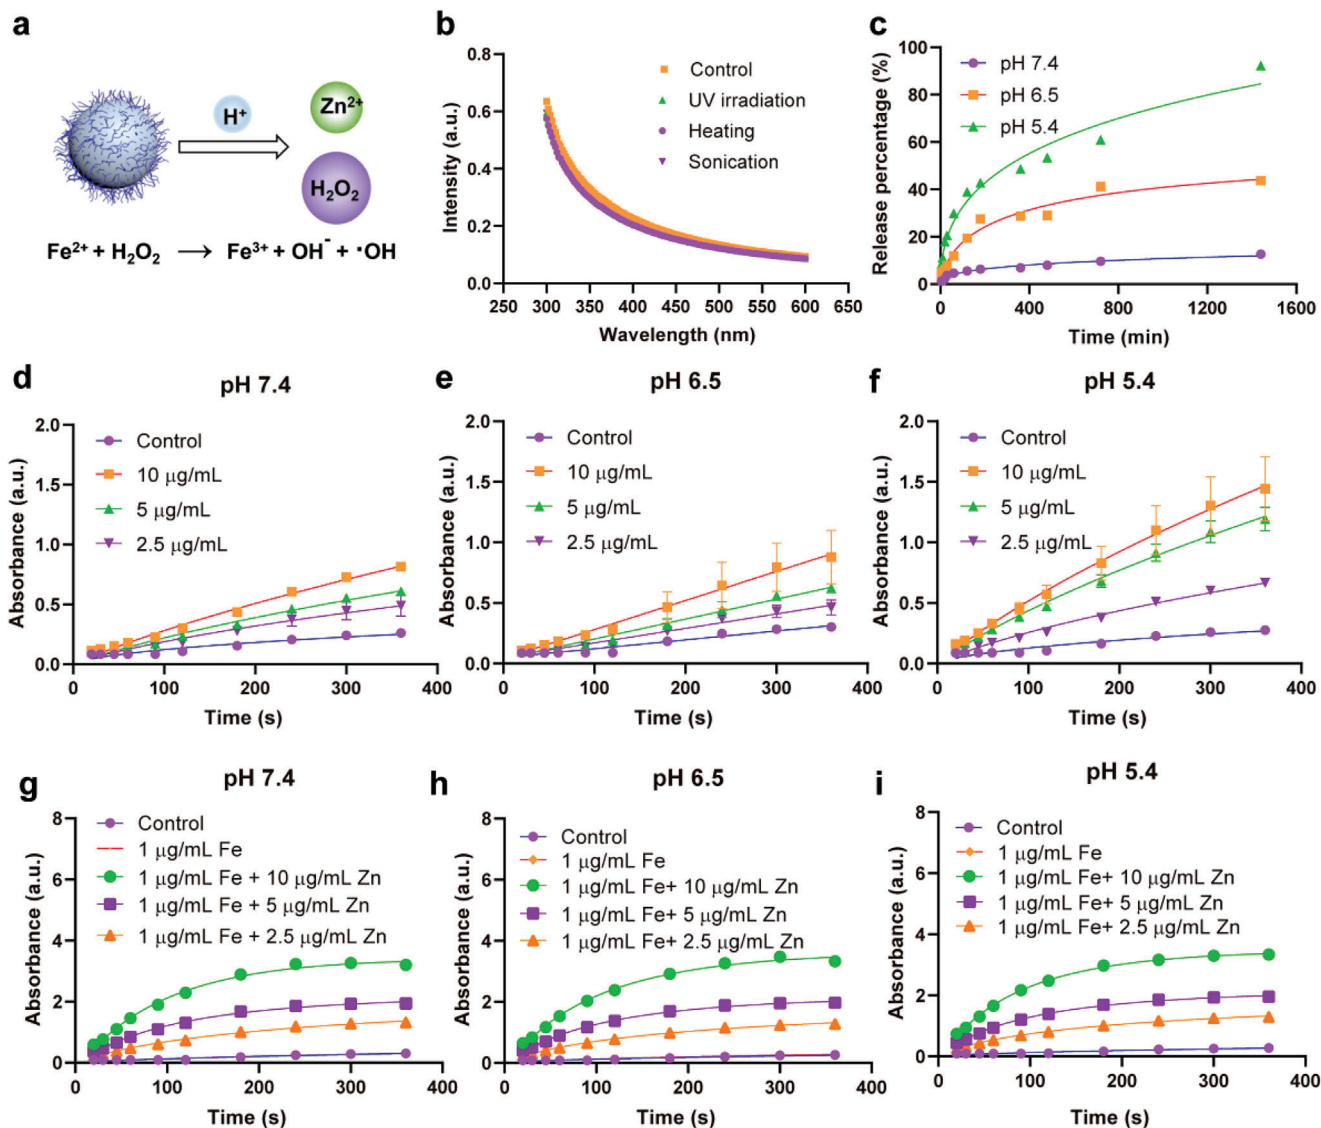 a
H+
Zn2+
H2O2
Fe2+ + H2O2 → Fe3+ + OH- + ·OH
b
0.8
0.6
0.4
0.2
0.0
Intensity (a.u.)
Control
UV irradiation
Heating
Sonication
250 300 350 400 450 500 550 600 650
Wavelength (nm)
c
100
80
60
40
20
0
Release percentage (%)
pH 7.4
pH 6.5
pH 5.4
0 400 800 1200 1600
Time (min)
d
pH 7.4
2.0
1.5
1.0
0.5
0.0
Absorbance (a.u.)
Control
10 μg/mL
5 μg/mL
2.5 μg/mL
0 100 200 300 400
Time (s)
e
pH 6.5
2.0
1.5
1.0
0.5
0.0
Absorbance (a.u.)
Control
10 μg/mL
5 μg/mL
2.5 μg/mL
0 100 200 300 400
Time (s)
f
pH 5.4
2.0
1.5
1.0
0.5
0.0
Absorbance (a.u.)
Control
10 μg/mL
5 μg/mL
2.5 μg/mL
0 100 200 300 400
Time (s)
g
pH 7.4
8
6
4
2
0
Absorbance (a.u.)
Control
1 μg/mL Fe
1 μg/mL Fe + 10 μg/mL Zn
1 μg/mL Fe + 5 μg/mL Zn
1 μg/mL Fe + 2.5 μg/mL Zn
0 100 200 300 400
Time (s)
h
pH 6.5
8
6
4
2
0
Absorbance (a.u.)
Control
1 μg/mL Fe
1 μg/mL Fe+ 10 μg/mL Zn
1 μg/mL Fe+ 5 μg/mL Zn
1 μg/mL Fe+ 2.5 μg/mL Zn
0 100 200 300 400
Time (s)
i
pH 5.4
8
6
4
2
0
Absorbance (a.u.)
Control
1 μg/mL Fe
1 μg/mL Fe+ 10 μg/mL Zn
1 μg/mL Fe+ 5 μg/mL Zn
1 μg/mL Fe+ 2.5 μg/mL Zn
0 100 200 300 400
Time (s)